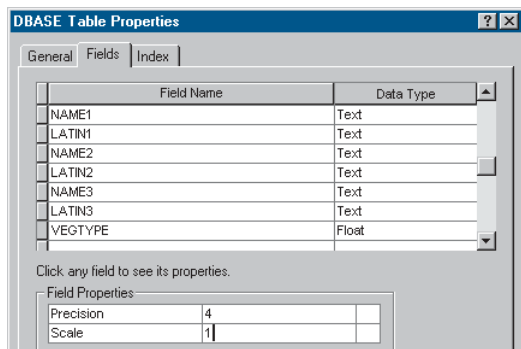 DBASE Table Properties
General Fields Index
Field Name Data Type
NAME1 Text
LATIN1 Text
NAME2 Text
LATIN2 Text
NAME3 Text
LATIN3 Text
VEGTYPE Float
Click any field to see its properties.
Field Properties
Precision 4
Scale 1